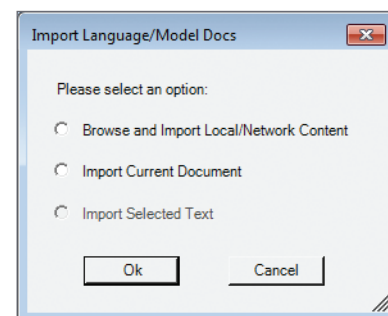 Import Language/Model Docs
Please select an option:
Browse and Import Local/Network Content
Import Current Document
Import Selected Text
Ok Cancel